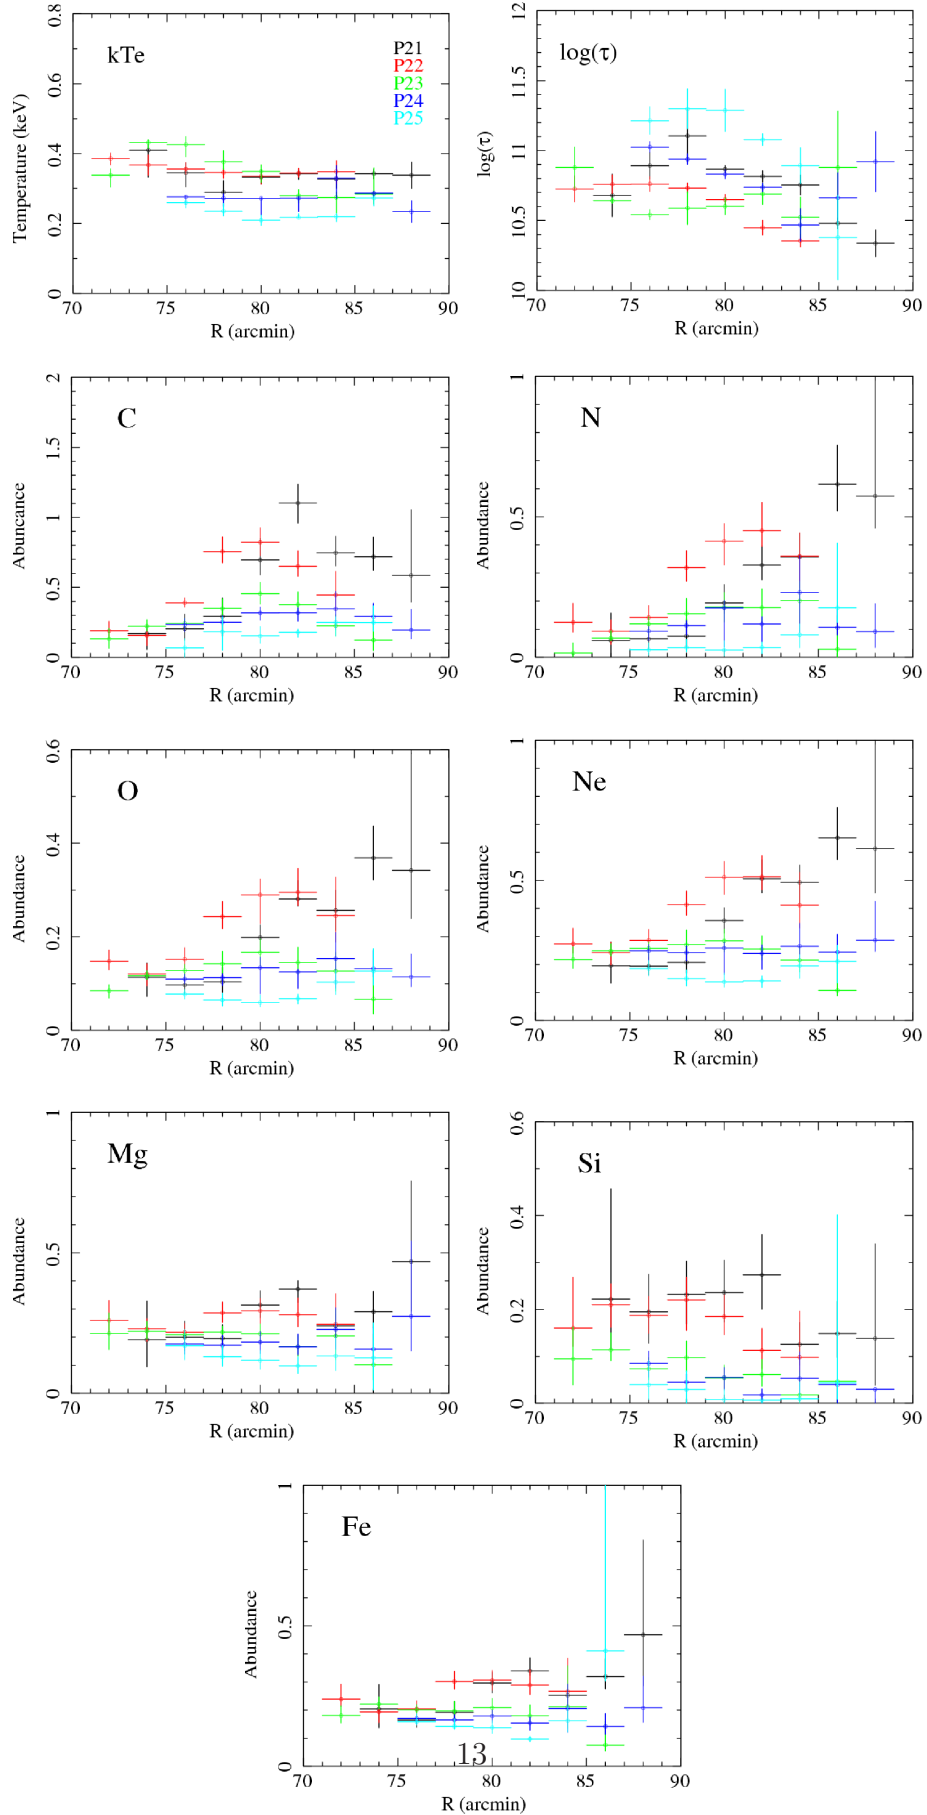 kTe
P21
P22
P23
P24
P25
Temperature (keV)
0 0.2 0.4 0.6 0.8
70 75 80 85 90
R (arcmin)
log(τ)
log(τ)
10 10.5 11 11.5 12
70 75 80 85 90
R (arcmin)
C
Abuncance
0 0.5 1 1.5 2
70 75 80 85 90
R (arcmin)
N
Abundance
0 0.5 1
70 75 80 85 90
R (arcmin)
O
Abundance
0 0.2 0.4 0.6
70 75 80 85 90
R (arcmin)
Ne
Abundance
0 0.5 1
70 75 80 85 90
R (arcmin)
Mg
Abundance
0 0.5 1
70 75 80 85 90
R (arcmin)
Si
Abundance
0 0.2 0.4 0.6
70 75 80 85 90
R (arcmin)
Fe
Abundance
0 0.5 1
13
70 75 80 85 90
R (arcmin)